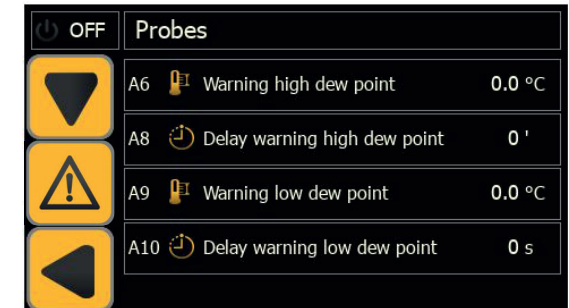 OFF Probes
A6 Warning high dew point 0.0 °C
A8 Delay warning high dew point 0 '
A9 Warning low dew point 0.0 °C
A10 Delay warning low dew point 0 s